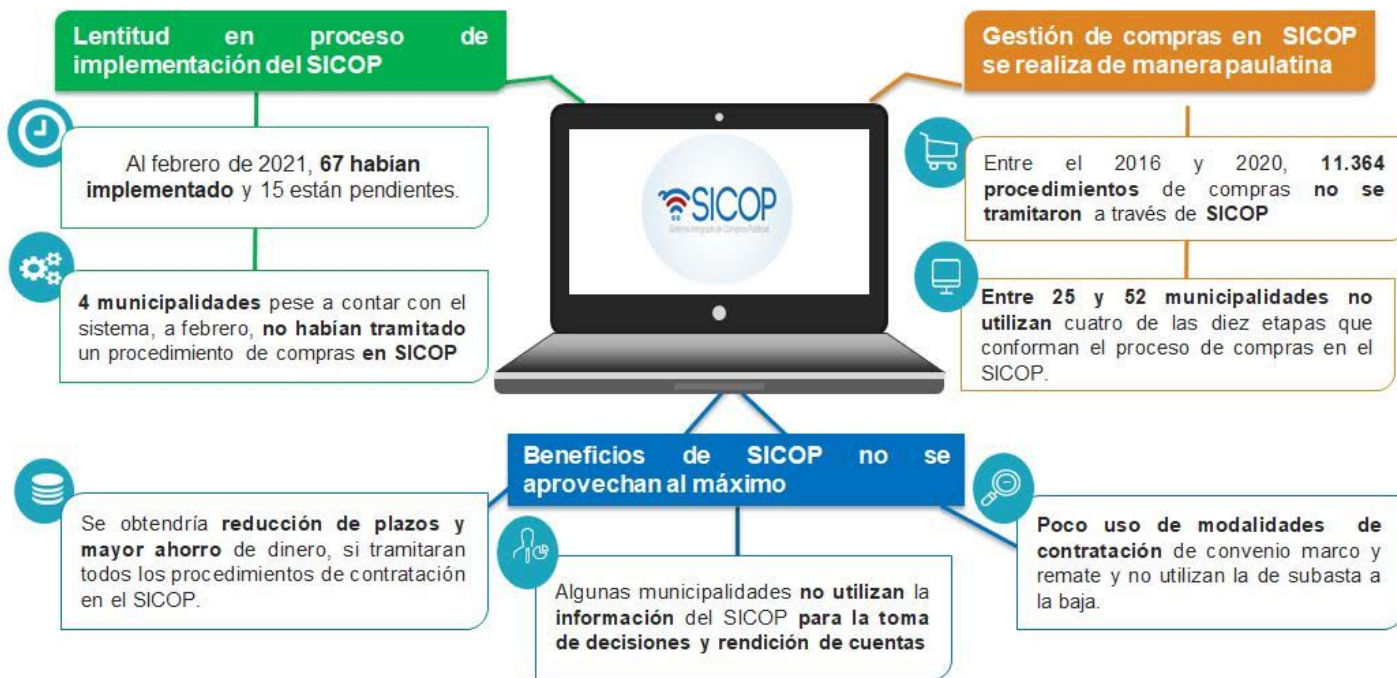 Lentitud en proceso de
implementación del SICOP
Al febrero de 2021, 67 habían
implementado y 15 están pendientes.
4 municipalidades pese a contar con el
sistema, a febrero, no habían tramitado
un procedimiento de compras en SICOP
SICOP
Sistema Integrado de Compras Públicas
Gestión de compras en SICOP
se realiza de manera paulatina
Entre el 2016 y 2020, 11.364
procedimientos de compras no se
tramitaron a través de SICOP
Entre 25 y 52 municipalidades no
utilizan cuatro de las diez etapas que
conforman el proceso de compras en el
SICOP.
Beneficios de SICOP no se
aprovechan al máximo
Se obtendría reducción de plazos y
mayor ahorro de dinero, si tramitaran
todos los procedimientos de contratación
en el SICOP.
Algunas municipalidades no utilizan la
información del SICOP para la toma
de decisiones y rendición de cuentas
Poco uso de modalidades de
contratación de convenio marco y
remate y no utilizan la de subasta a
la baja.